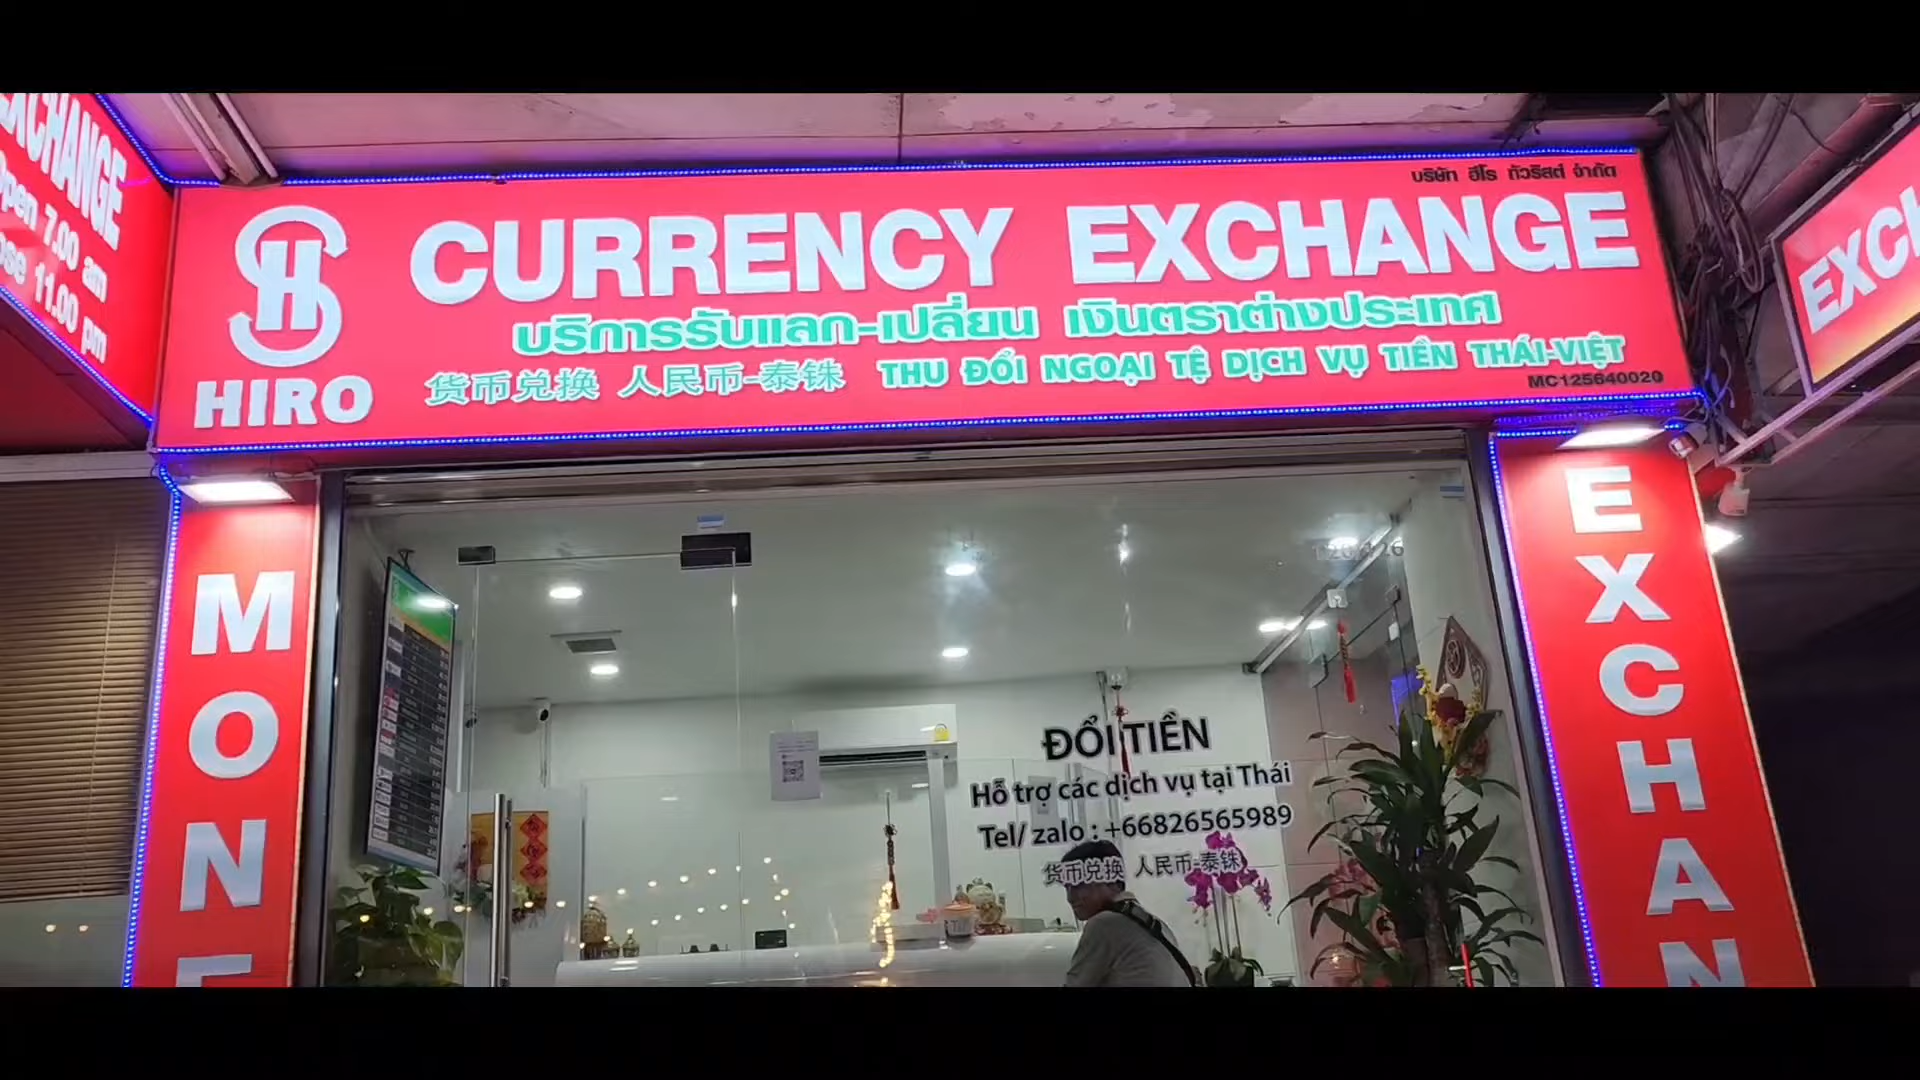 EXCHANGE
Open 7.00 am
ose 11.00 pm
บริษัท ฮีโร ทัวริสต์ จำกัด
CURRENCY EXCHANGE
บริการรับแลก-เปลี่ยน เงินตราต่างประเทศ
货币兑换 人民币-泰铢 THU ĐỔI NGOẠI TỆ DỊCH VỤ TIỀN THÁI-VIỆT
MC125640020
H
HIRO
EXCH
MONE
EXCHAN
ĐỔI TIỀN
Hỗ trợ các dịch vụ tại Thái
Tel/ zalo : +66826565989
货币兑换 人民币-泰铢